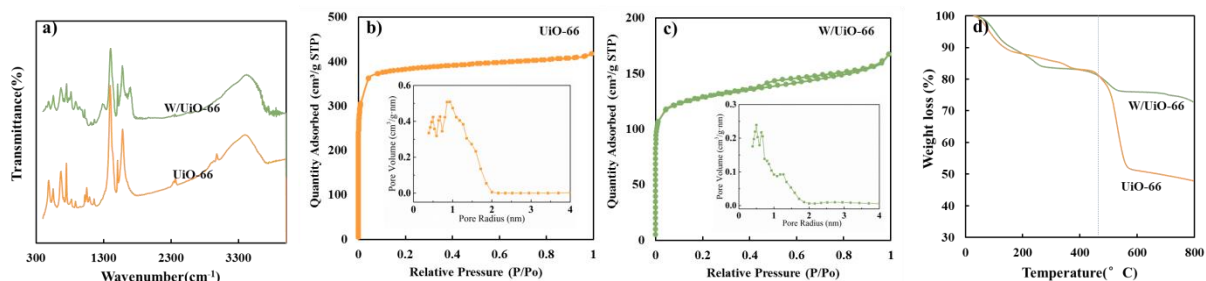 a)
Transmittance(%)
W/UiO-66
UiO-66
300
1300
2300
3300
Wavenumber(cm-1)
b)
UiO-66
Quantity Adsorbed (cm³/g STP)
500
400
300
200
100
0
0
0.2
0.4
0.6
0.8
1
Relative Pressure (P/Po)
Pore Volume (cm³/g·nm)
0.6
0.4
0.2
0.0
0
1
2
3
4
Pore Radius (nm)
c)
W/UiO-66
Quantity Adsorbed (cm³/g STP)
200
150
100
50
0
0
0.2
0.4
0.6
0.8
1
Relative Pressure (P/Po)
Pore Volume (cm³/g·nm)
0.3
0.2
0.1
0.0
0
2
4
Pore Radius (nm)
d)
Weight loss (%)
100
90
80
70
60
50
40
30
0
200
400
600
800
W/UiO-66
UiO-66
Temperature(° C)